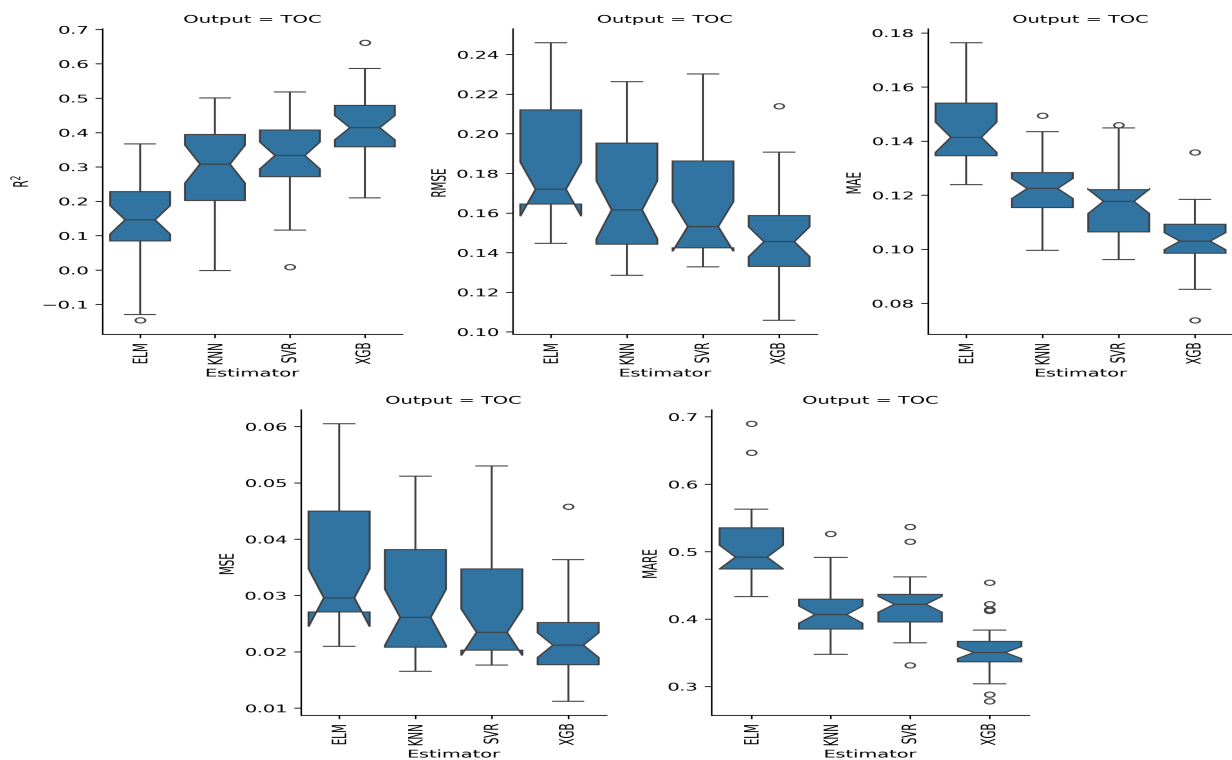 Output = TOC
R²
0.7
0.6
0.5
0.4
0.3
0.2
0.1
0.0
−0.1
ELM
KNN
SVR
XGB
Estimator
Output = TOC
RMSE
0.24
0.22
0.20
0.18
0.16
0.14
0.12
0.10
ELM
KNN
SVR
XGB
Estimator
Output = TOC
MAE
0.18
0.16
0.14
0.12
0.10
0.08
ELM
KNN
SVR
XGB
Estimator
Output = TOC
MSE
0.06
0.05
0.04
0.03
0.02
0.01
ELM
KNN
SVR
XGB
Estimator
Output = TOC
MARE
0.7
0.6
0.5
0.4
0.3
ELM
KNN
SVR
XGB
Estimator